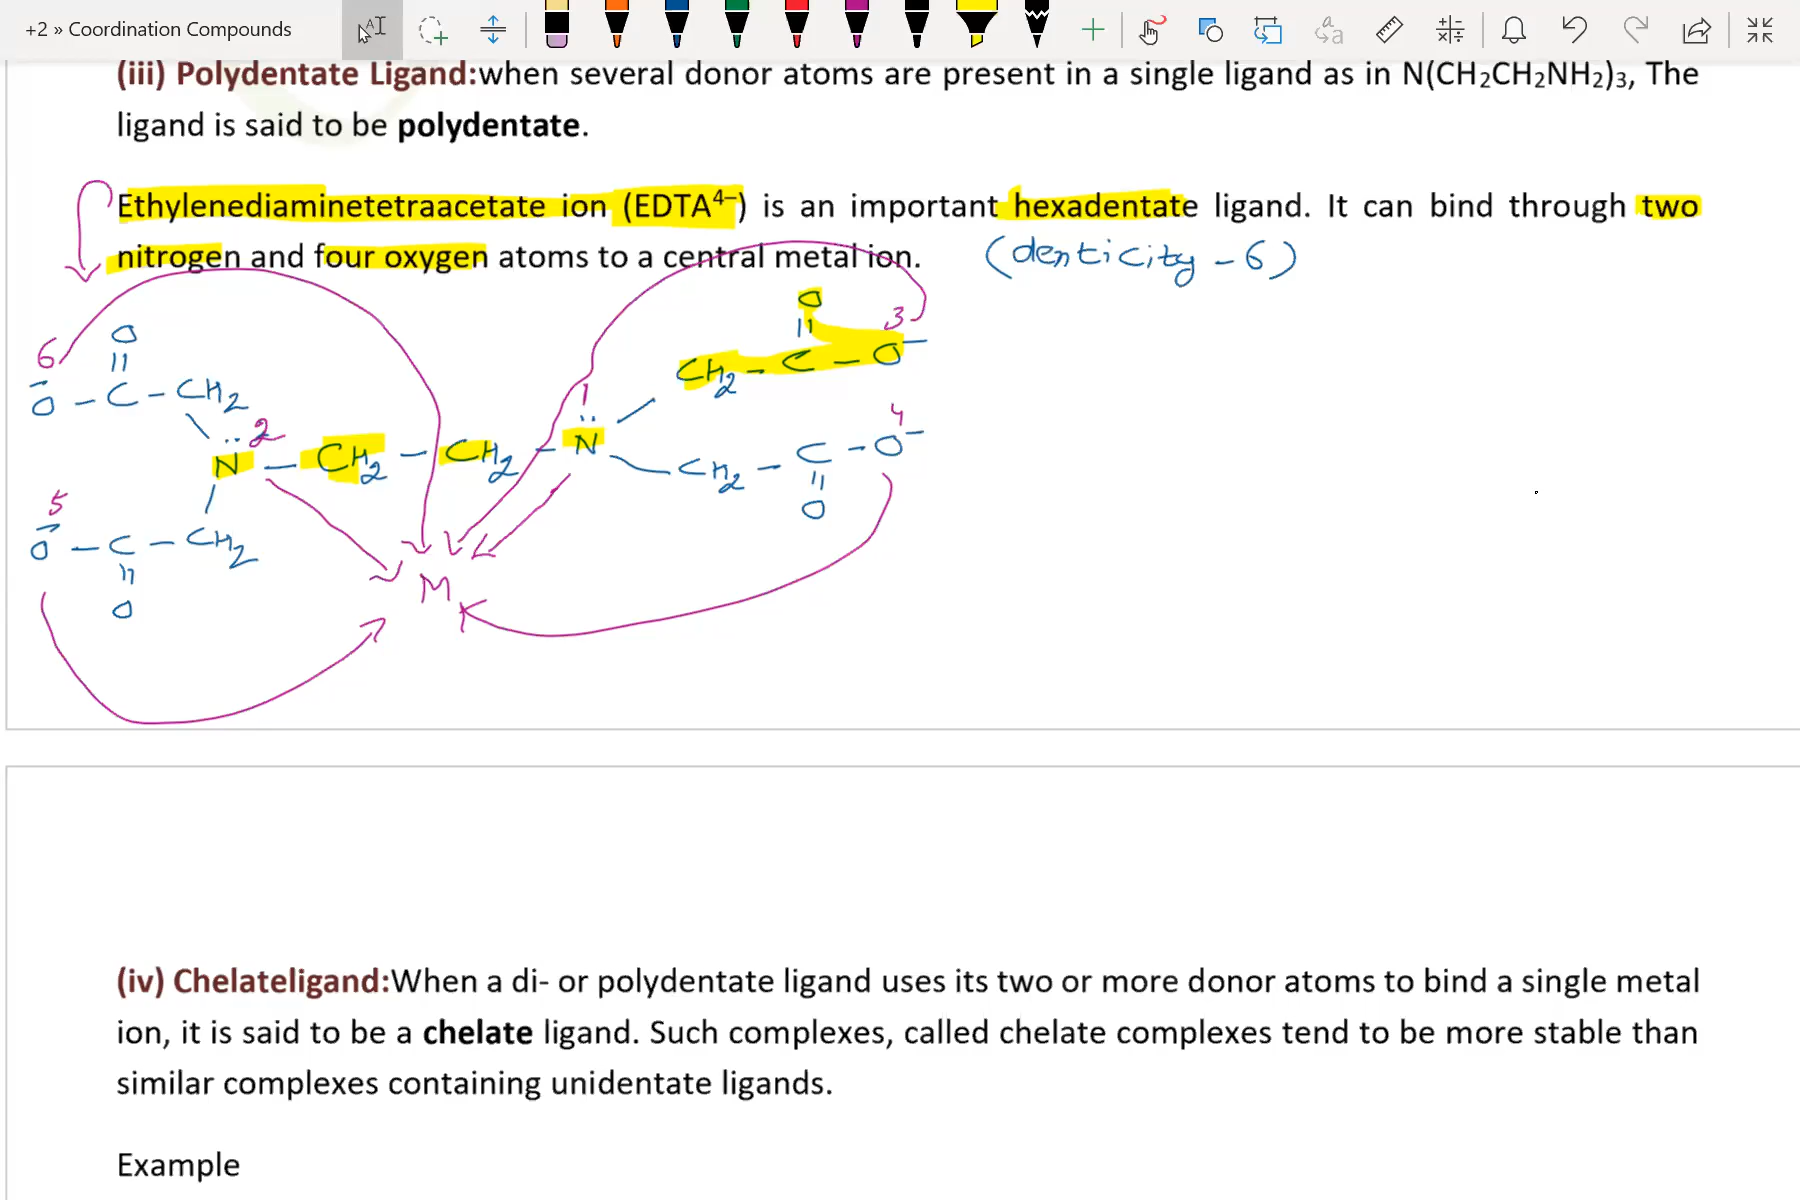 +2 » Coordination Compounds
(iii) Polydentate Ligand:when several donor atoms are present in a single ligand as in N(CH₂CH₂NH₂)₃, The
ligand is said to be polydentate.
Ethylenediaminetetraacetate ion (EDTA⁴⁻) is an important hexadentate ligand. It can bind through two
nitrogen and four oxygen atoms to a central metal ion. (denticity - 6)
O
O 3
6
CH₂ - C - O⁻
Ō - C - CH₂ 1
4
.. 2 ..
N - CH₂ - CH₂ - N CH₂ - C - O⁻
5 O
Ō - C - CH₂
M
O
(iv) Chelateligand:When a di- or polydentate ligand uses its two or more donor atoms to bind a single metal
ion, it is said to be a chelate ligand. Such complexes, called chelate complexes tend to be more stable than
similar complexes containing unidentate ligands.
Example